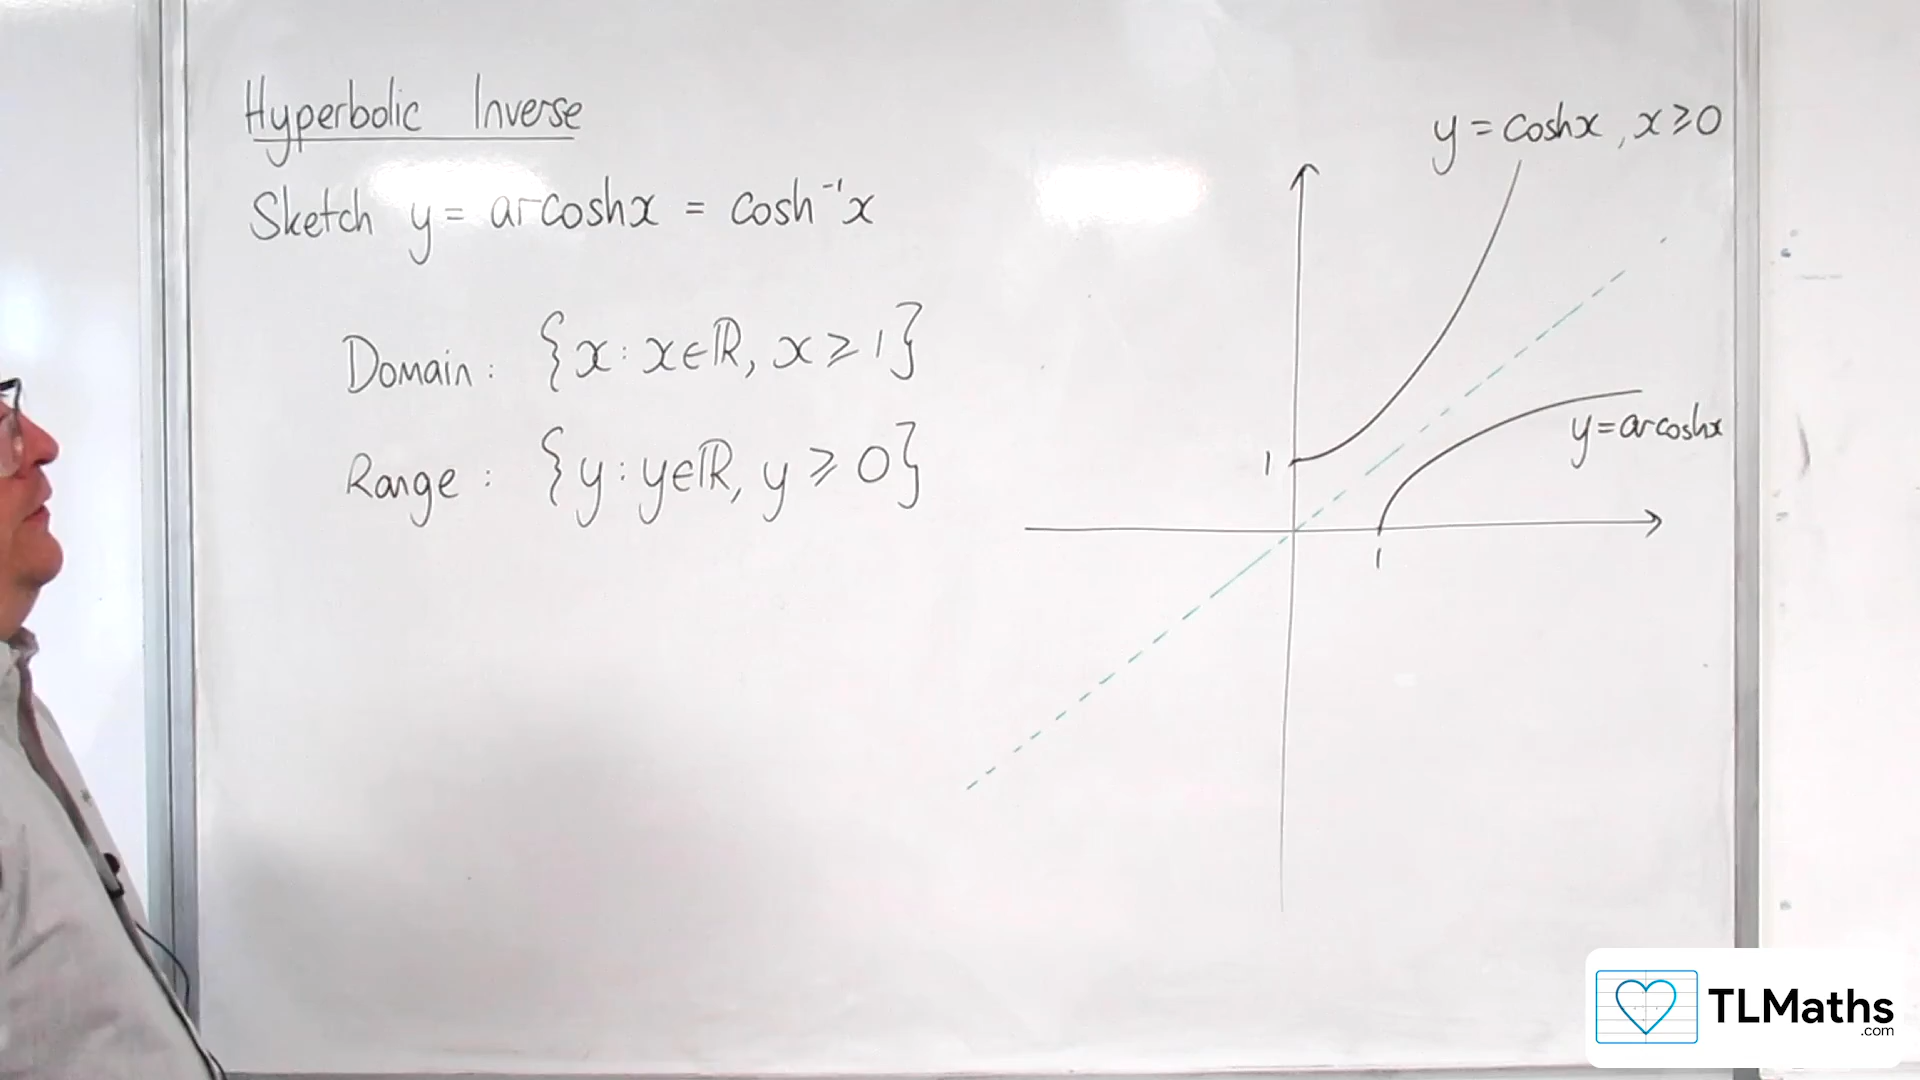 Hyperbolic Inverse
Sketch y = arcoshx = cosh⁻¹x
Domain: {x : x∈ℝ, x ⩾ 1}
Range: {y : y∈ℝ, y ⩾ 0}
y = coshx, x⩾0
1
y=arcoshx
1
TLMaths
.com